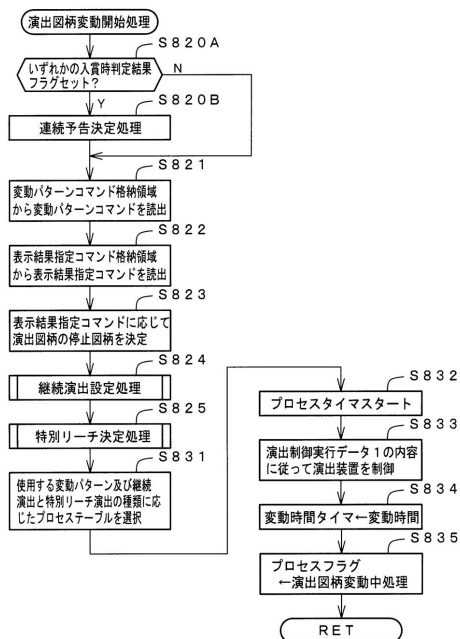 演出図柄変動開始処理
S820A
いずれかの入賞時判定結果
フラグセット?
N
Y
S820B
連続予告決定処理
S821
変動パターンコマンド格納領域
から変動パターンコマンドを読出
S822
表示結果指定コマンド格納領域
から表示結果指定コマンドを読出
S823
表示結果指定コマンドに応じて
演出図柄の停止図柄を決定
S824
継続演出設定処理
S825
特別リーチ決定処理
S831
使用する変動パターン及び継続
演出と特別リーチ演出の種類に応
じたプロセステーブルを選択
S832
プロセスタイマスタート
S833
演出制御実行データ1の内容
に従って演出装置を制御
S834
変動時間タイマ←変動時間
S835
プロセスフラグ
←演出図柄変動中処理
RET